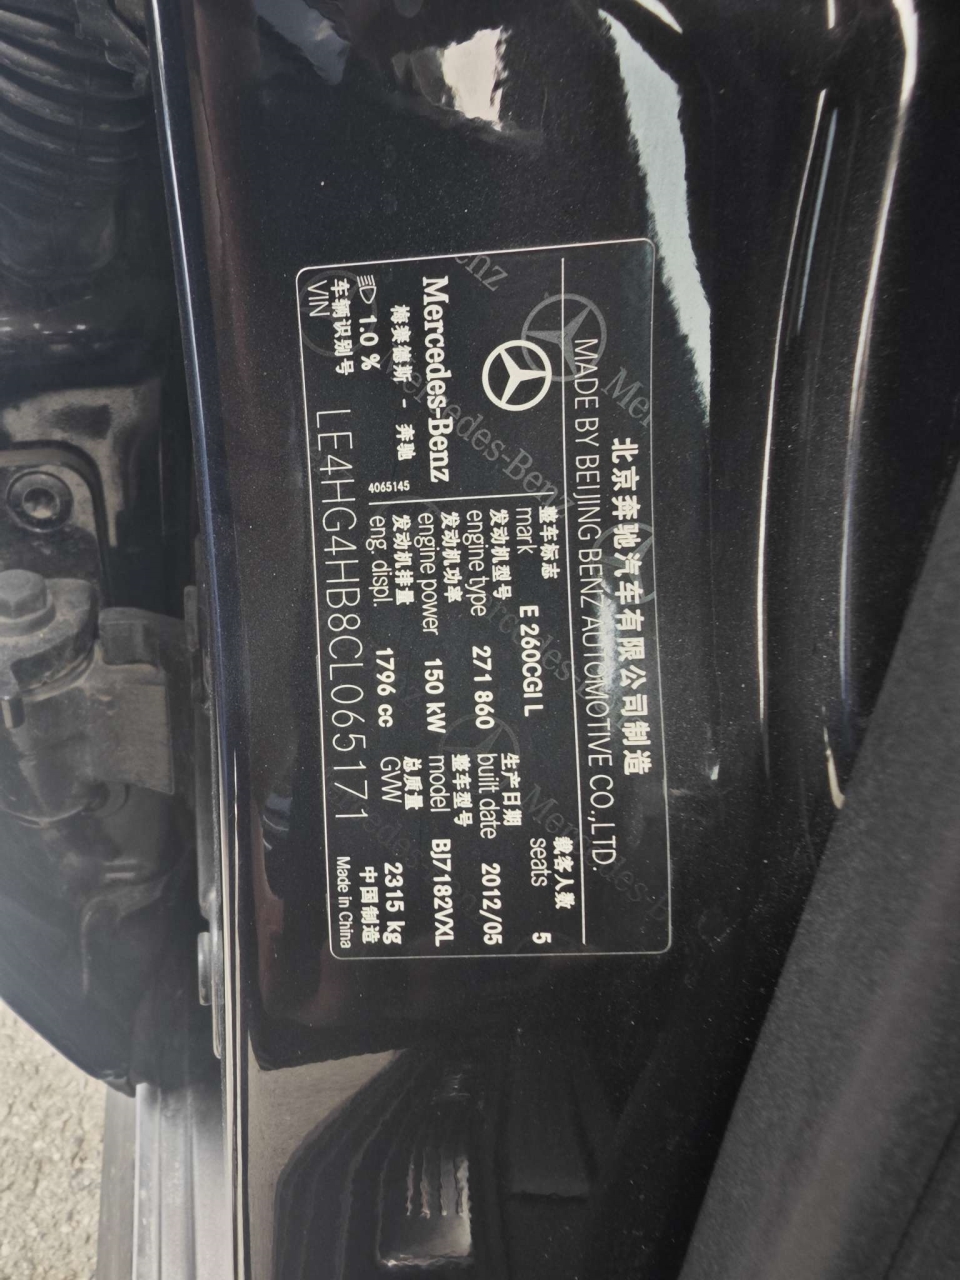 北京奔驰汽车有限公司制造
MADE BY BEIJING BENZ AUTOMOTIVE CO.,LTD.
Mercedes-Benz
梅赛德斯 - 奔驰
1.0 %
4065145
整车标志
mark E 260CGI L
载客人数
seats 5
发动机型号
engine type 271 860
生产日期
built date 2012/05
发动机功率
engine power 150 kW
整车型号
model BJ7182VXL
发动机排量
eng. displ. 1796 cc
总质量
GVW 2315 kg
车辆识别号
VIN LE4HG4HB8CL065171
中国制造
Made in China